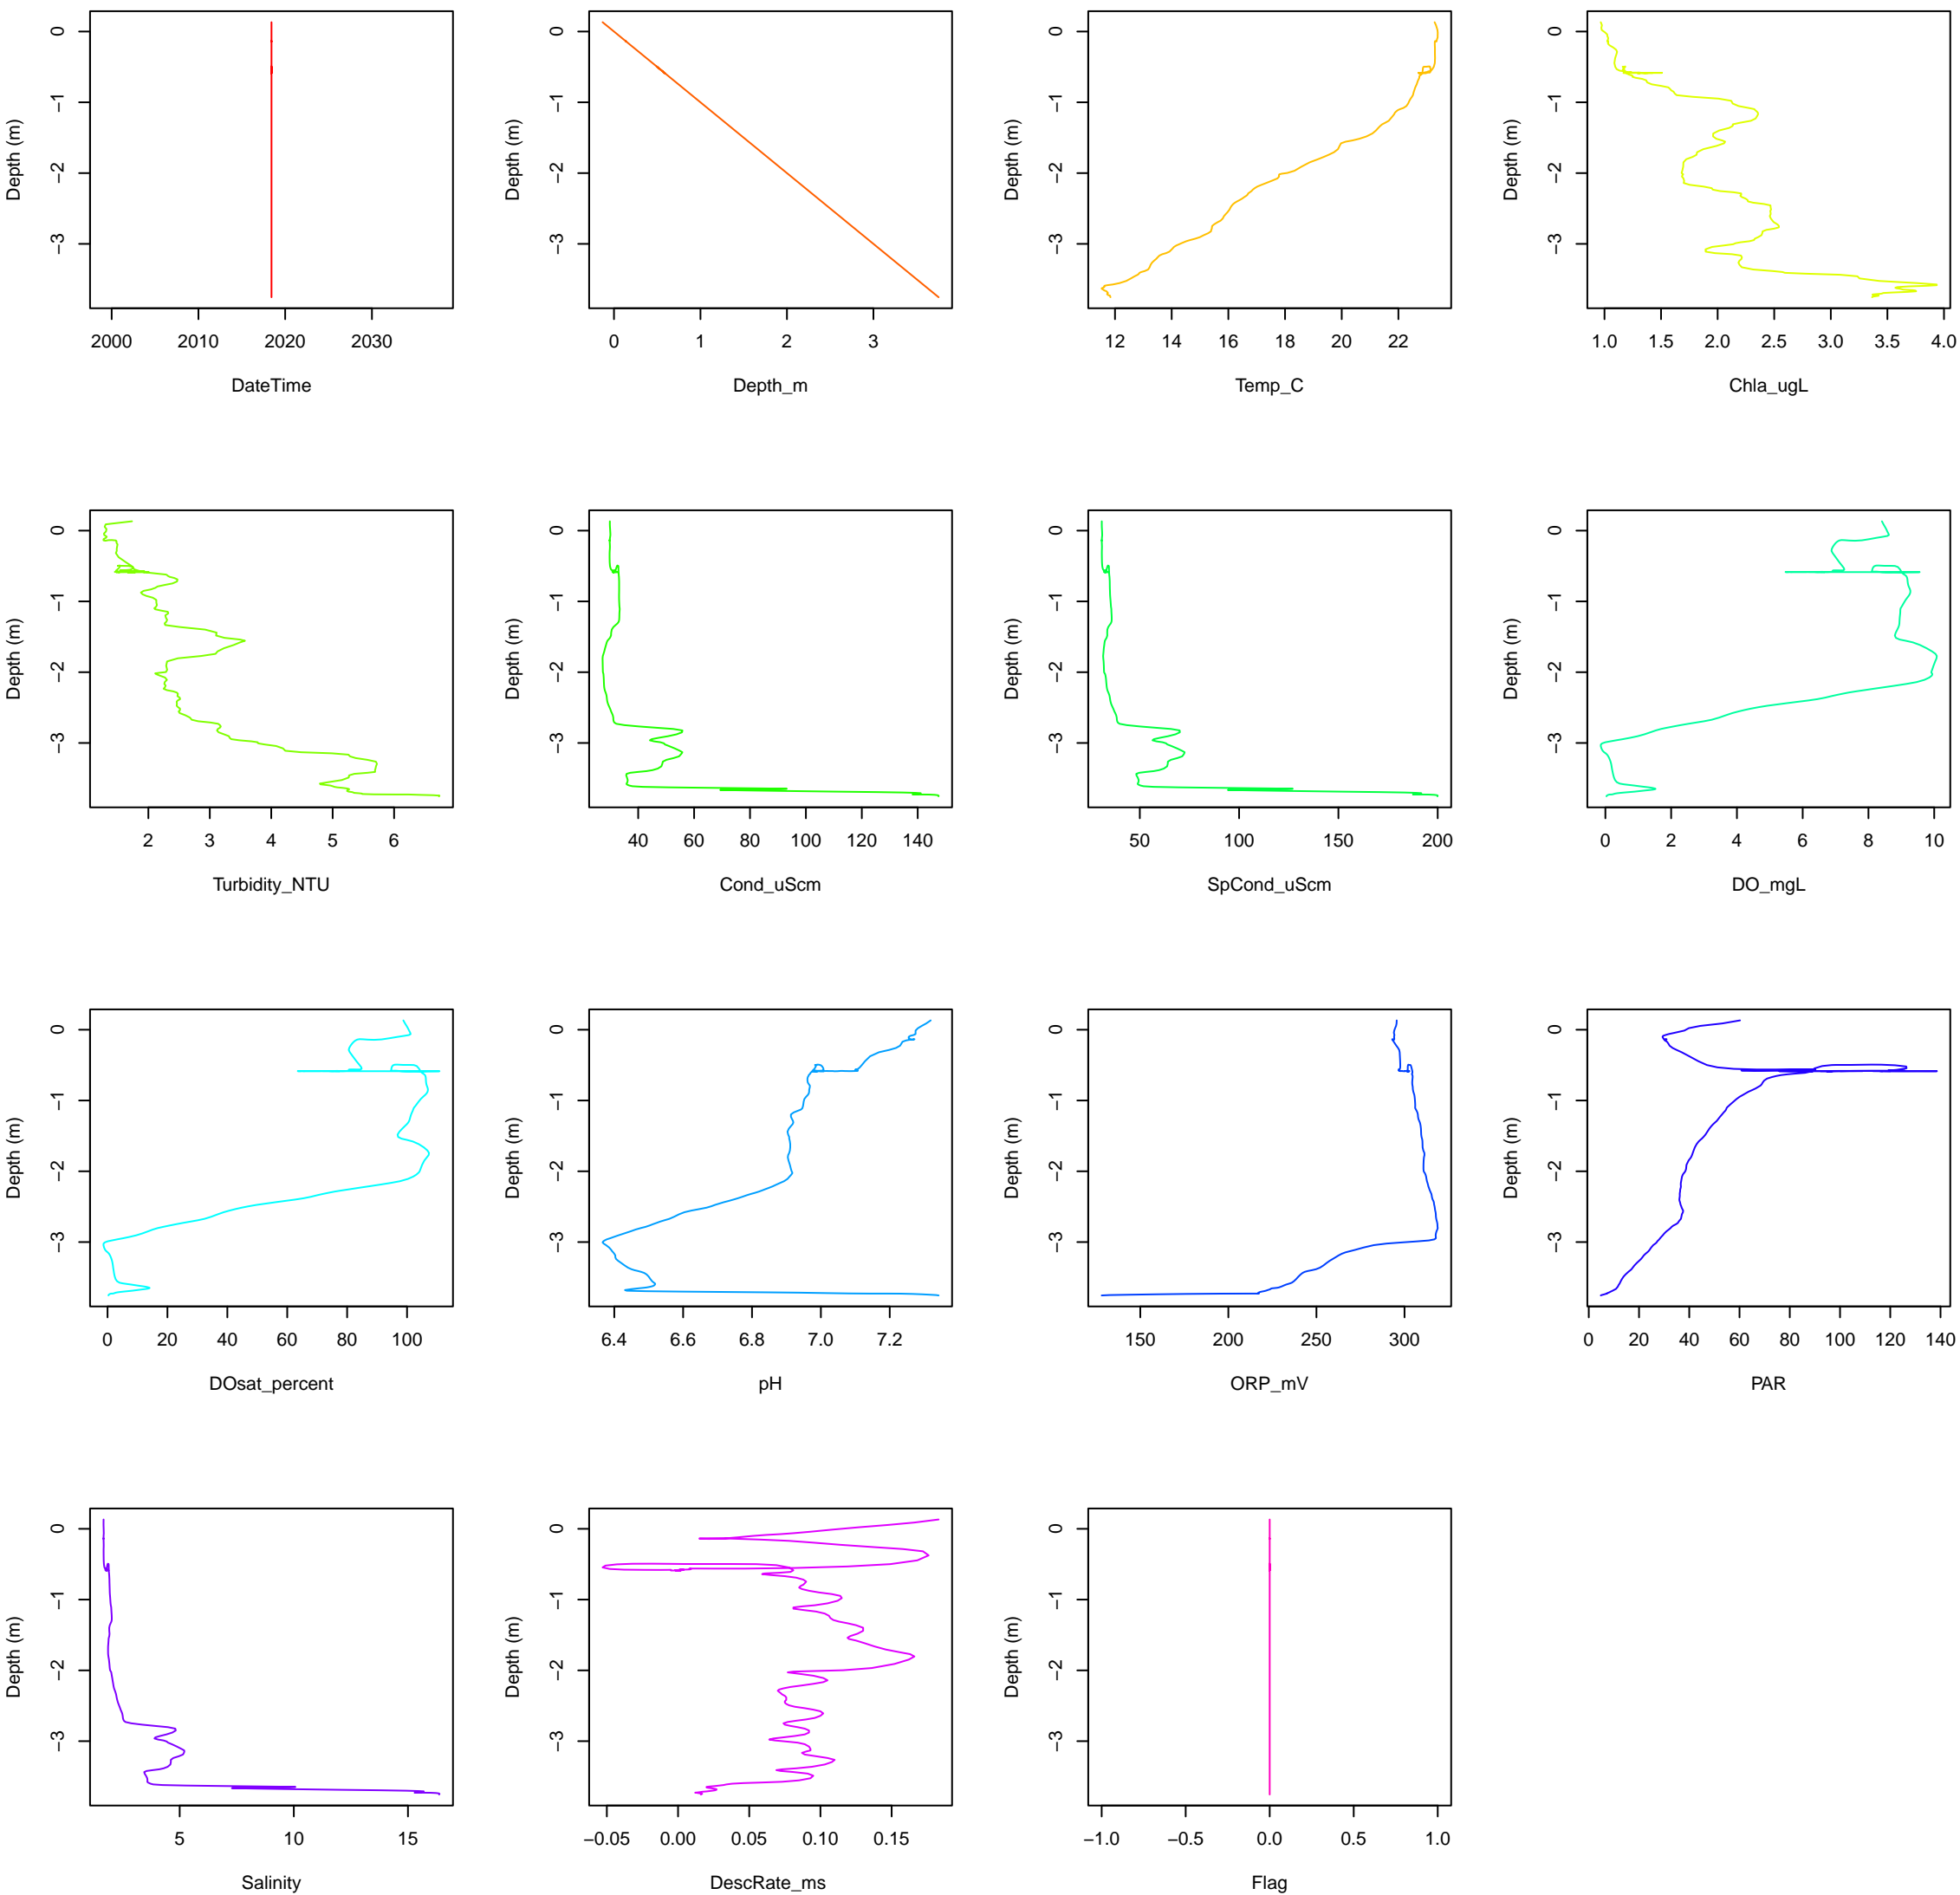 Depth (m)
0
−1
−2
−3
2000 2010 2020 2030
DateTime
Depth (m)
0
−1
−2
−3
0 1 2 3
Depth_m
Depth (m)
0
−1
−2
−3
12 14 16 18 20 22
Temp_C
Depth (m)
0
−1
−2
−3
1.0 1.5 2.0 2.5 3.0 3.5 4.0
Chla_ugL
Depth (m)
0
−1
−2
−3
2 3 4 5 6
Turbidity_NTU
Depth (m)
0
−1
−2
−3
40 60 80 100 120 140
Cond_uScm
Depth (m)
0
−1
−2
−3
50 100 150 200
SpCond_uScm
Depth (m)
0
−1
−2
−3
0 2 4 6 8 10
DO_mgL
Depth (m)
0
−1
−2
−3
0 20 40 60 80 100
DOsat_percent
Depth (m)
0
−1
−2
−3
6.4 6.6 6.8 7.0 7.2
pH
Depth (m)
0
−1
−2
−3
150 200 250 300
ORP_mV
Depth (m)
0
−1
−2
−3
0 20 40 60 80 100 120 140
PAR
Depth (m)
0
−1
−2
−3
5 10 15
Salinity
Depth (m)
0
−1
−2
−3
−0.05 0.00 0.05 0.10 0.15
DescRate_ms
Depth (m)
0
−1
−2
−3
−1.0 −0.5 0.0 0.5 1.0
Flag